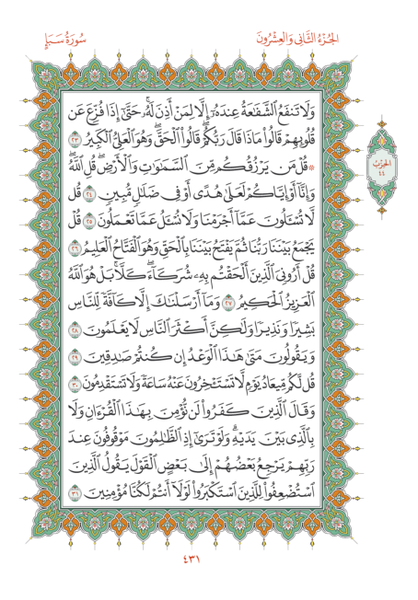 الجُزْءُ الثَّانِي وَالعِشْرُونَ
سُورَةُ سَبَإٍ
وَلَا تَنفَعُ ٱلشَّفَٰعَةُ عِندَهُۥٓ إِلَّا لِمَنْ أَذِنَ لَهُۥۚ حَتَّىٰٓ إِذَا فُزِّعَ عَن
قُلُوبِهِمْ قَالُوا۟ مَاذَا قَالَ رَبُّكُمْۖ قَالُوا۟ ٱلْحَقَّۖ وَهُوَ ٱلْعَلِىُّ ٱلْكَبِيرُ ٢٣
۞ قُلْ مَن يَرْزُقُكُم مِّنَ ٱلسَّمَٰوَٰتِ وَٱلْأَرْضِۖ قُلِ ٱللَّهُۖ
وَإِنَّآ أَوْ إِيَّاكُمْ لَعَلَىٰ هُدًى أَوْ فِى ضَلَٰلٍ مُّبِينٍ ٢٤ قُل
لَّا تُسْـَٔلُونَ عَمَّآ أَجْرَمْنَا وَلَا نُسْـَٔلُ عَمَّا تَعْمَلُونَ ٢٥ قُلْ
يَجْمَعُ بَيْنَنَا رَبُّنَا ثُمَّ يَفْتَحُ بَيْنَنَا بِٱلْحَقِّ وَهُوَ ٱلْفَتَّاحُ ٱلْعَلِيمُ ٢٦
قُلْ أَرُونِىَ ٱلَّذِينَ أَلْحَقْتُم بِهِۦ شُرَكَآءَۖ كَلَّاۚ بَلْ هُوَ ٱللَّهُ
ٱلْعَزِيزُ ٱلْحَكِيمُ ٢٧ وَمَآ أَرْسَلْنَٰكَ إِلَّا كَآفَّةً لِّلنَّاسِ
بَشِيرًا وَنَذِيرًا وَلَٰكِنَّ أَكْثَرَ ٱلنَّاسِ لَا يَعْلَمُونَ ٢٨
وَيَقُولُونَ مَتَىٰ هَٰذَا ٱلْوَعْدُ إِن كُنتُمْ صَٰدِقِينَ ٢٩
قُل لَّكُم مِّيعَادُ يَوْمٍ لَّا تَسْتَـْٔخِرُونَ عَنْهُ سَاعَةً وَلَا تَسْتَقْدِمُونَ ٣٠
وَقَالَ ٱلَّذِينَ كَفَرُوا۟ لَن نُّؤْمِنَ بِهَٰذَا ٱلْقُرْءَانِ وَلَا
بِٱلَّذِى بَيْنَ يَدَيْهِۗ وَلَوْ تَرَىٰٓ إِذِ ٱلظَّٰلِمُونَ مَوْقُوفُونَ عِندَ
رَبِّهِمْ يَرْجِعُ بَعْضُهُمْ إِلَىٰ بَعْضٍ ٱلْقَوْلَ يَقُولُ ٱلَّذِينَ
ٱسْتُضْعِفُوا۟ لِلَّذِينَ ٱسْتَكْبَرُوا۟ لَوْلَآ أَنتُمْ لَكُنَّا مُؤْمِنِينَ ٣١
الحِزْبُ
٤٤
٤٣١